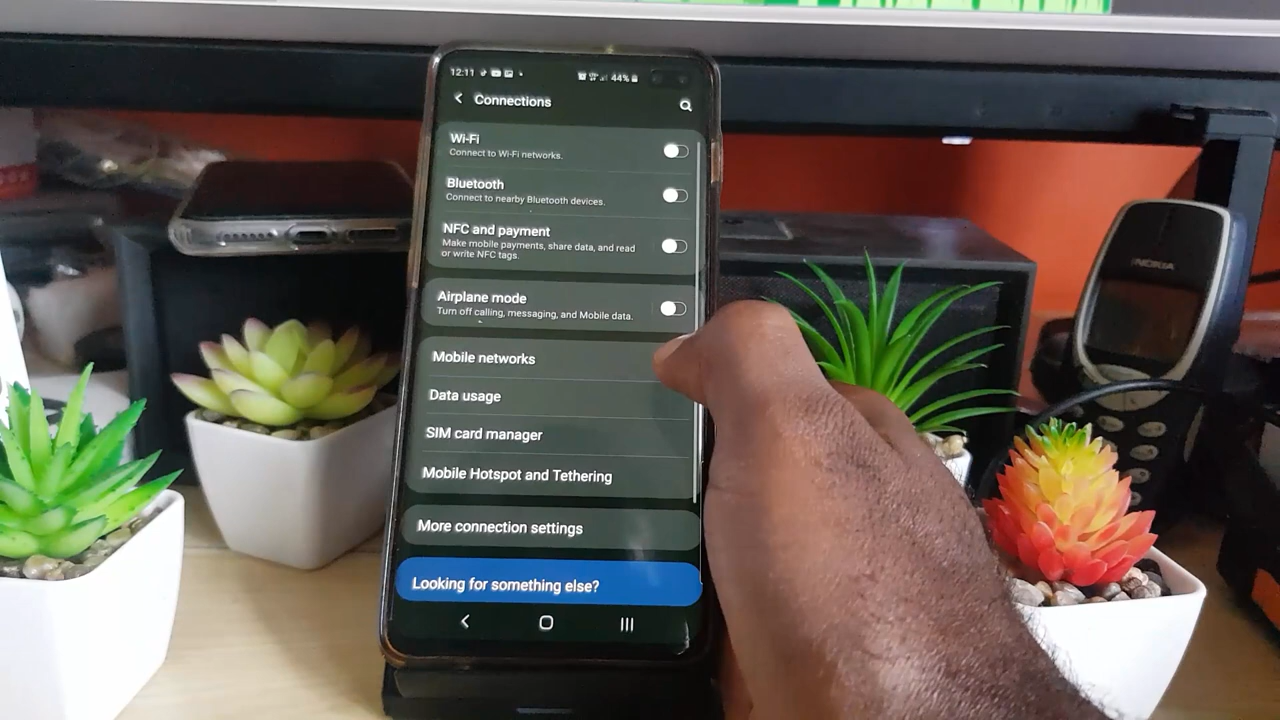 12:11
44%
Connections
Wi-Fi
Connect to Wi-Fi networks.
Bluetooth
Connect to nearby Bluetooth devices.
NFC and payment
Make mobile payments, share data, and read
or write NFC tags.
Airplane mode
Turn off calling, messaging, and Mobile data.
Mobile networks
Data usage
SIM card manager
Mobile Hotspot and Tethering
More connection settings
Looking for something else?
NOKIA